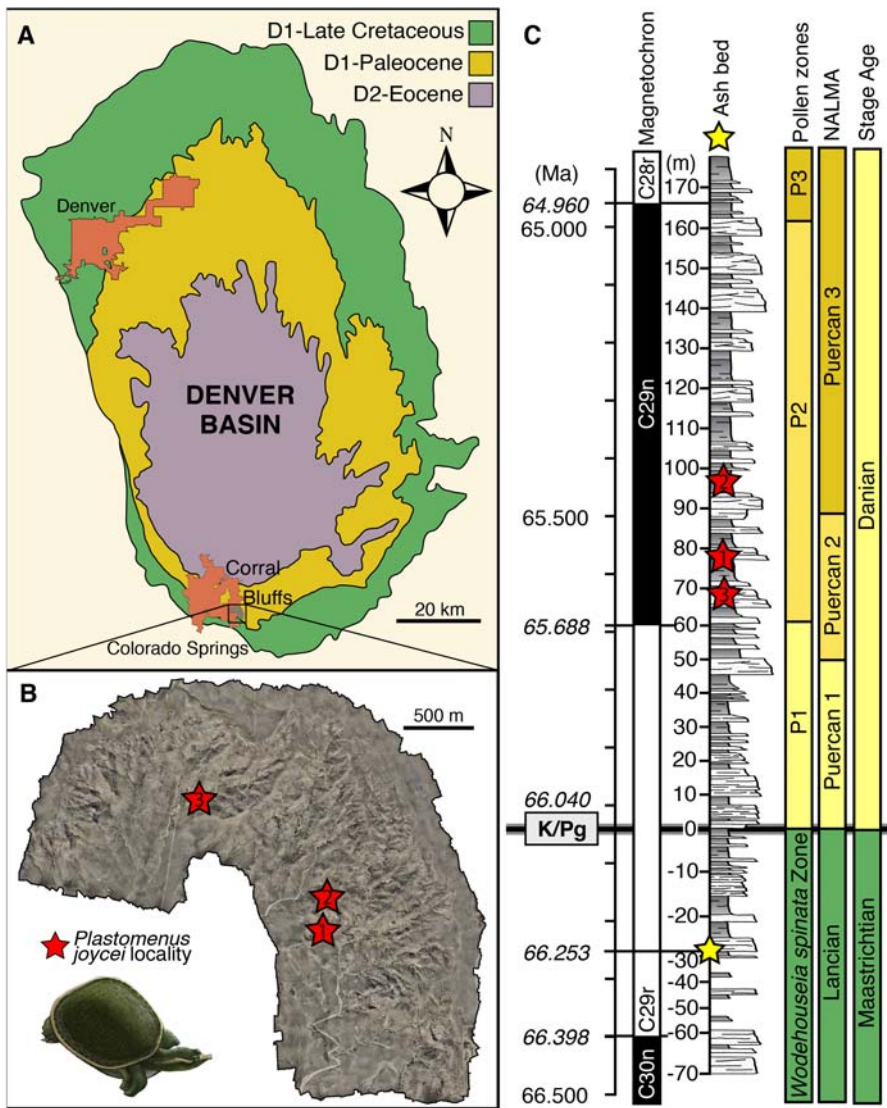 A
D1-Late Cretaceous
D1-Paleocene
D2-Eocene
N
Denver
DENVER
BASIN
Corral
Bluffs
20 km
Colorado Springs
B
500 m
3
2
1
Plastomenus
joycei locality
C
Magnetochron
Ash bed
Pollen zones
NALMA
Stage Age
(Ma)
(m)
C28r
C29n
C29r
C30n
64.960
65.000
65.500
65.688
66.040
K/Pg
66.253
66.398
66.500
170
160
150
140
130
120
110
100
90
80
70
60
50
40
30
20
10
0
-10
-20
-30
-40
-50
-60
-70
2
1
3
P3
P2
P1
Wodehouseia spinata Zone
Puercan 3
Puercan 2
Puercan 1
Lancian
Danian
Maastrichtian